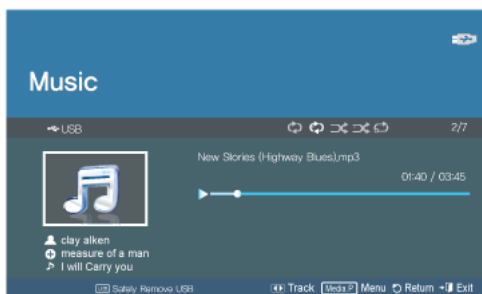 Music
USB
2/7
New Stories (Highway Blues).mp3
01:40 / 03:45
clay aiken
measure of a man
I will Carry you
USB Safely Remove USB Track Media.P Menu Return Exit